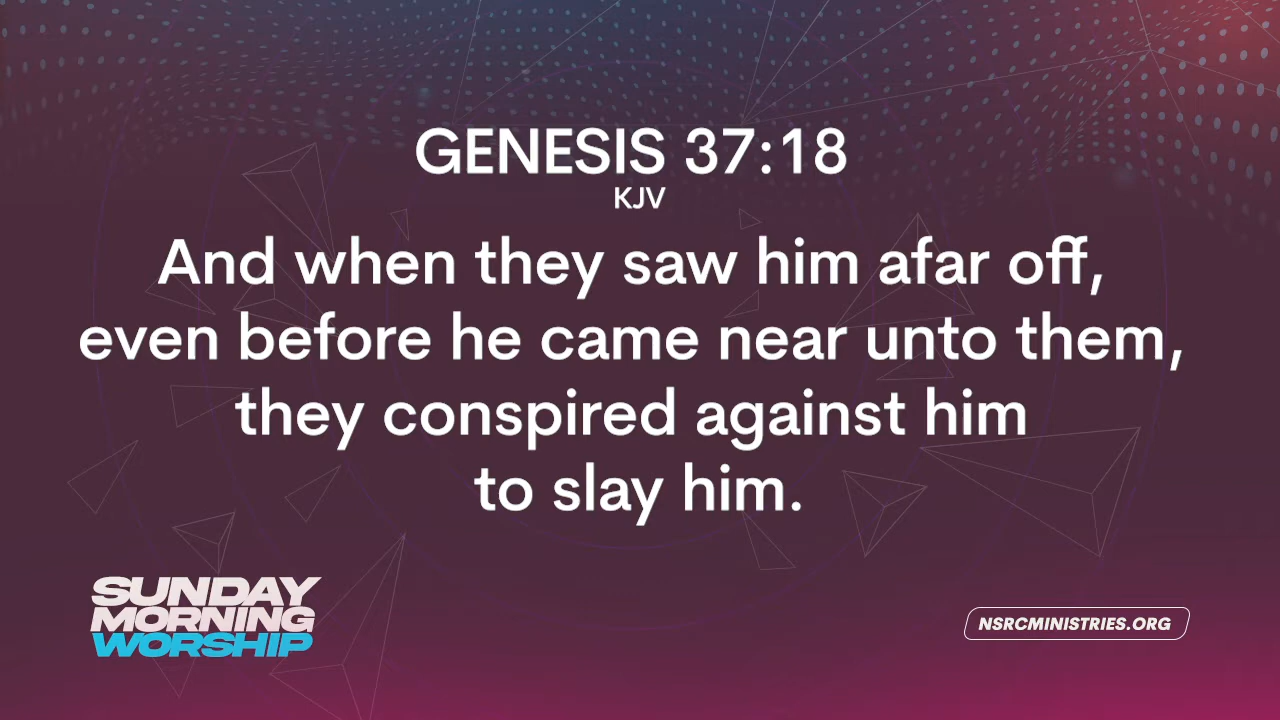 GENESIS 37:18
KJV
And when they saw him afar off,
even before he came near unto them,
they conspired against him
to slay him.
SUNDAY
MORNING
WORSHIP
NSRCMINISTRIES.ORG